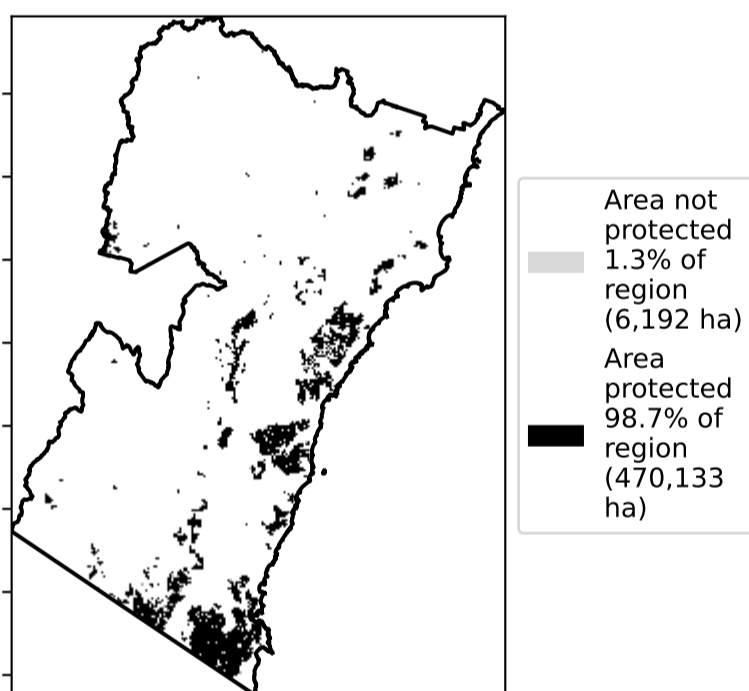 Area not
protected
1.3% of
region
(6,192 ha)
Area
protected
98.7% of
region
(470,133
ha)